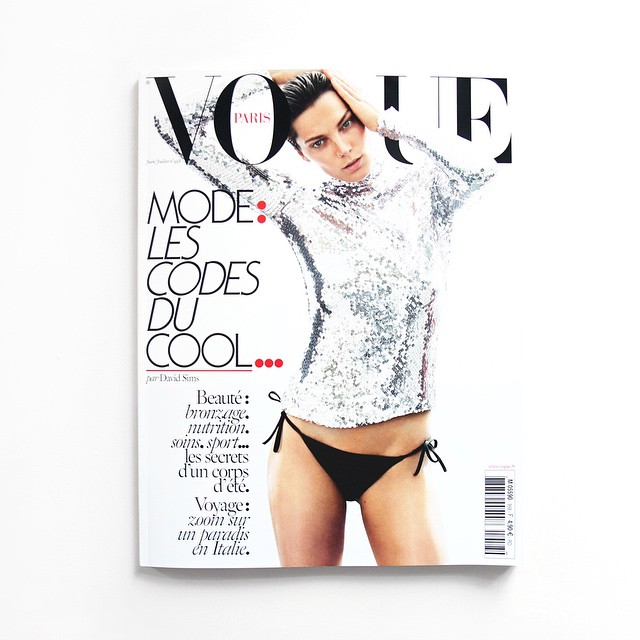 VOGUE
PARIS
MODE:
LES
CODES
DU
COOL...
par David Sims
Beauté :
bronzage,
nutrition,
soins, sport...
les secrets
d'un corps
d'été.
Voyage :
zoom sur
un paradis
en Italie.